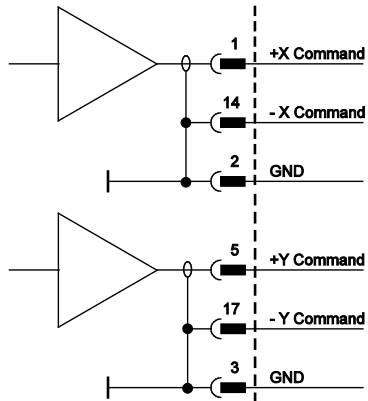 1 +X Command
14 - X Command
2 GND
5 +Y Command
17 - Y Command
3 GND